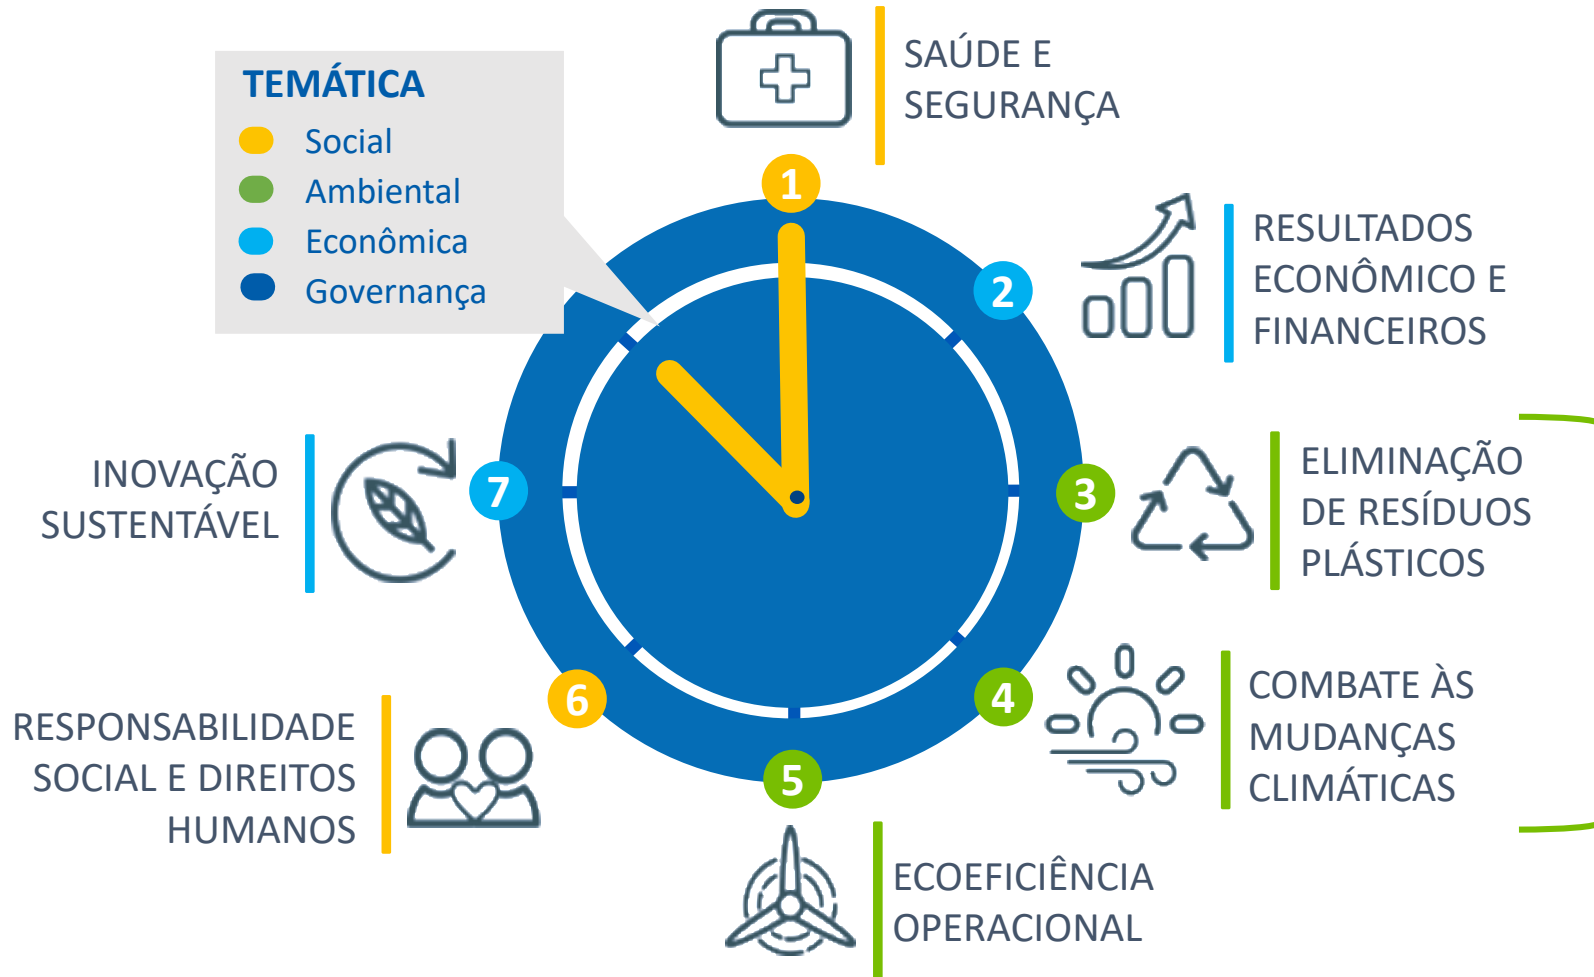 TEMÁTICA
Social
Ambiental
Econômica
Governança
1
SAÚDE E
SEGURANÇA
2
RESULTADOS
ECONÔMICO E
FINANCEIROS
3
ELIMINAÇÃO
DE RESÍDUOS
PLÁSTICOS
4
COMBATE ÀS
MUDANÇAS
CLIMÁTICAS
5
ECOEFICIÊNCIA
OPERACIONAL
6
RESPONSABILIDADE
SOCIAL E DIREITOS
HUMANOS
7
INOVAÇÃO
SUSTENTÁVEL